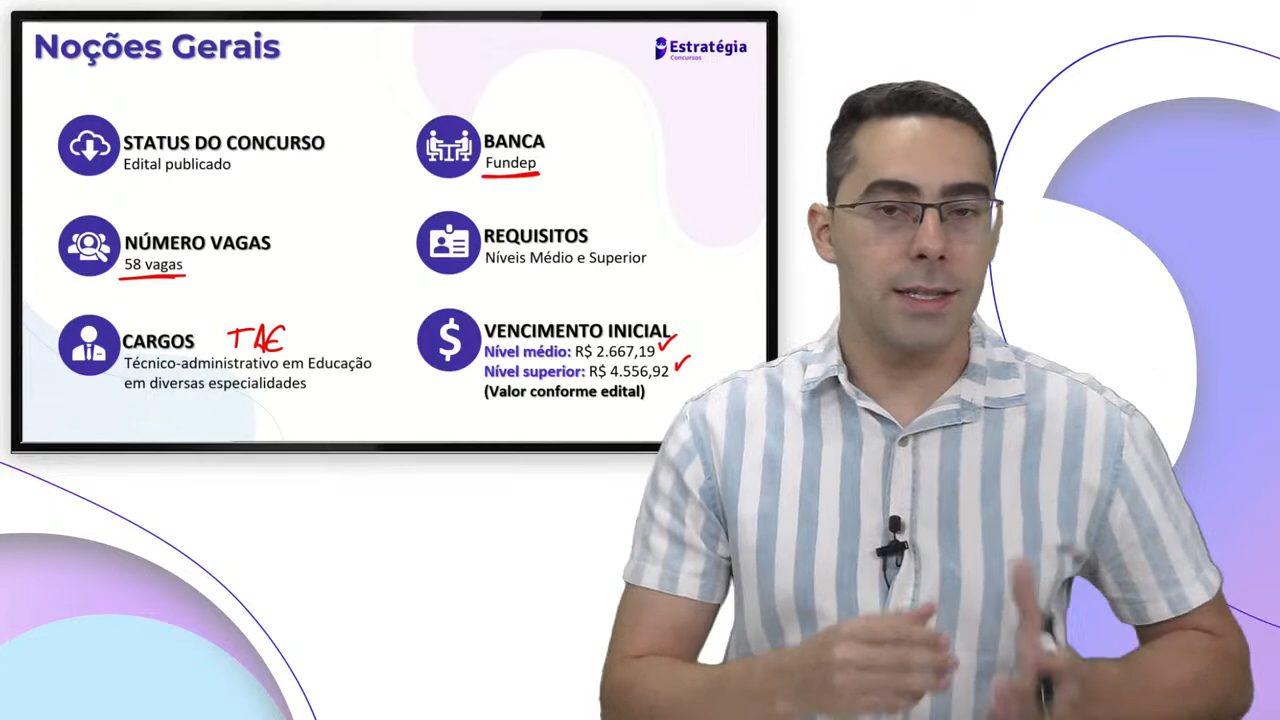 Noções Gerais
Estratégia
Concursos
STATUS DO CONCURSO
Edital publicado
BANCA
Fundep
NÚMERO VAGAS
58 vagas
REQUISITOS
Níveis Médio e Superior
CARGOS TAE
Técnico-administrativo em Educação
em diversas especialidades
VENCIMENTO INICIAL
Nível médio: R$ 2.667,19
Nível superior: R$ 4.556,92
(Valor conforme edital)